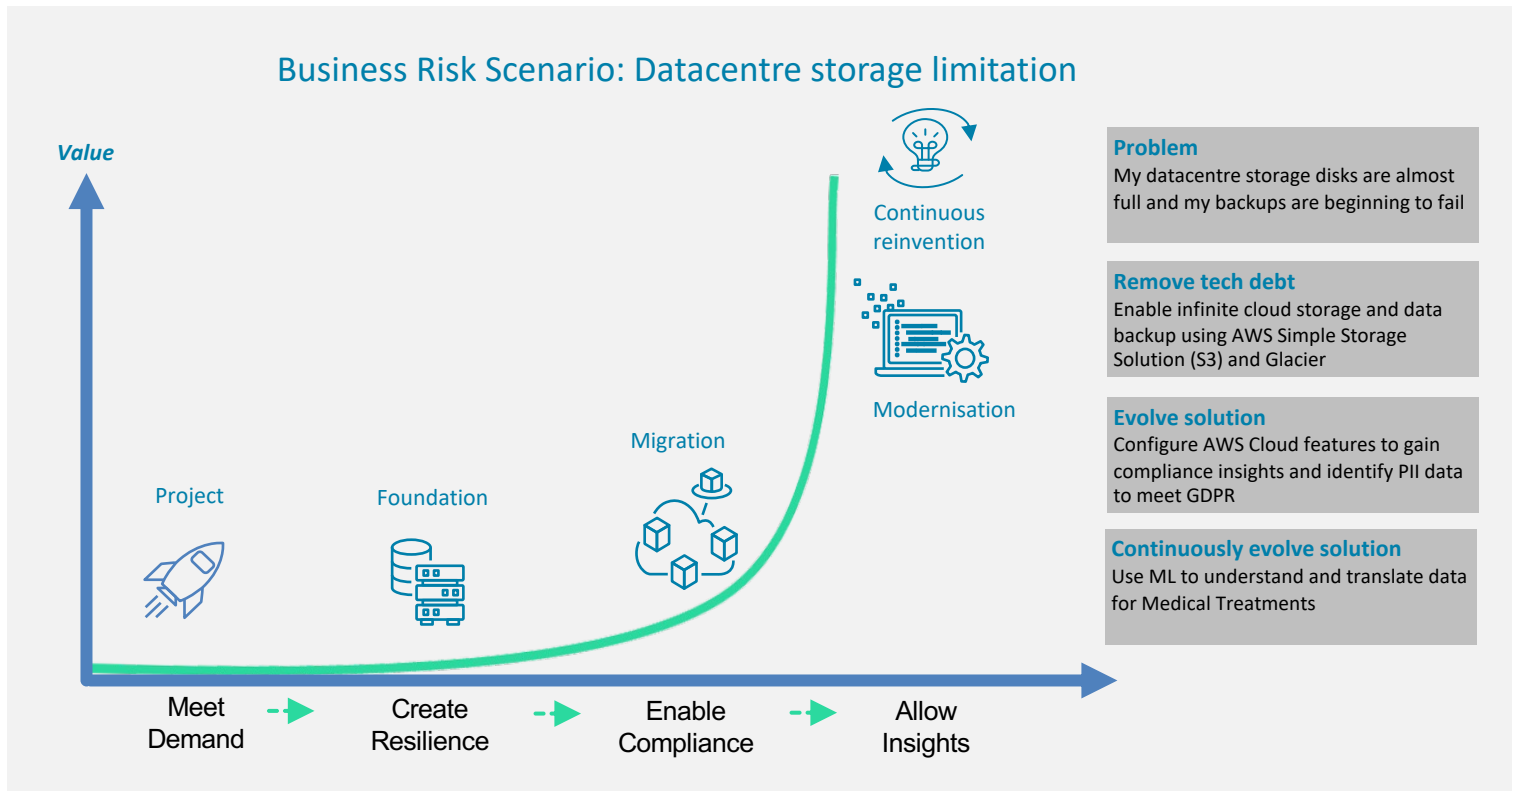 Business Risk Scenario: Datacentre storage limitation
Value
Project
Foundation
Migration
Continuous
reinvention
Modernisation
Meet
Demand
Create
Resilience
Enable
Compliance
Allow
Insights
Problem
My datacentre storage disks are almost
full and my backups are beginning to fail
Remove tech debt
Enable infinite cloud storage and data
backup using AWS Simple Storage
Solution (S3) and Glacier
Evolve solution
Configure AWS Cloud features to gain
compliance insights and identify PII data
to meet GDPR
Continuously evolve solution
Use ML to understand and translate data
for Medical Treatments